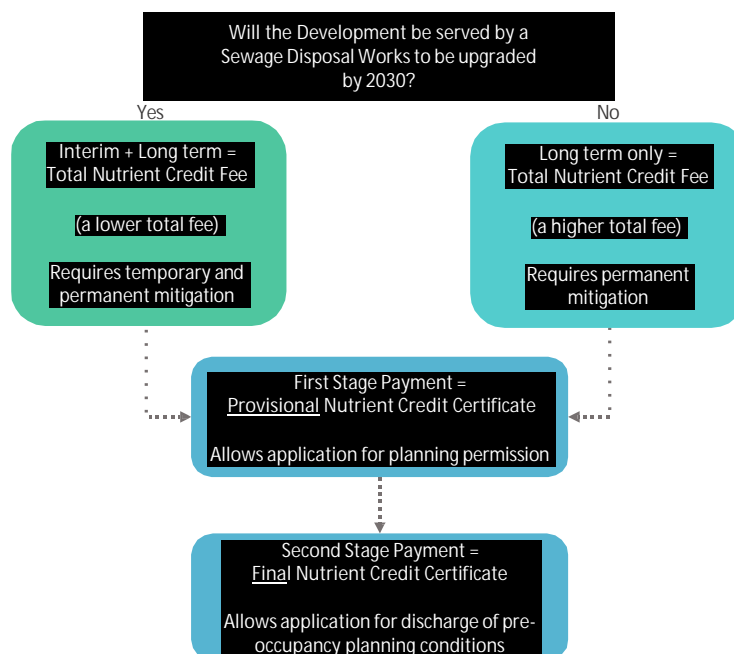 Will the Development be served by a
Sewage Disposal Works to be upgraded
by 2030?
Yes
No
Interim + Long term =
Total Nutrient Credit Fee
(a lower total fee)
Requires temporary and
permanent mitigation
Long term only =
Total Nutrient Credit Fee
(a higher total fee)
Requires permanent
mitigation
First Stage Payment =
Provisional Nutrient Credit Certificate
Allows application for planning permission
Second Stage Payment =
Final Nutrient Credit Certificate
Allows application for discharge of pre-
occupancy planning conditions